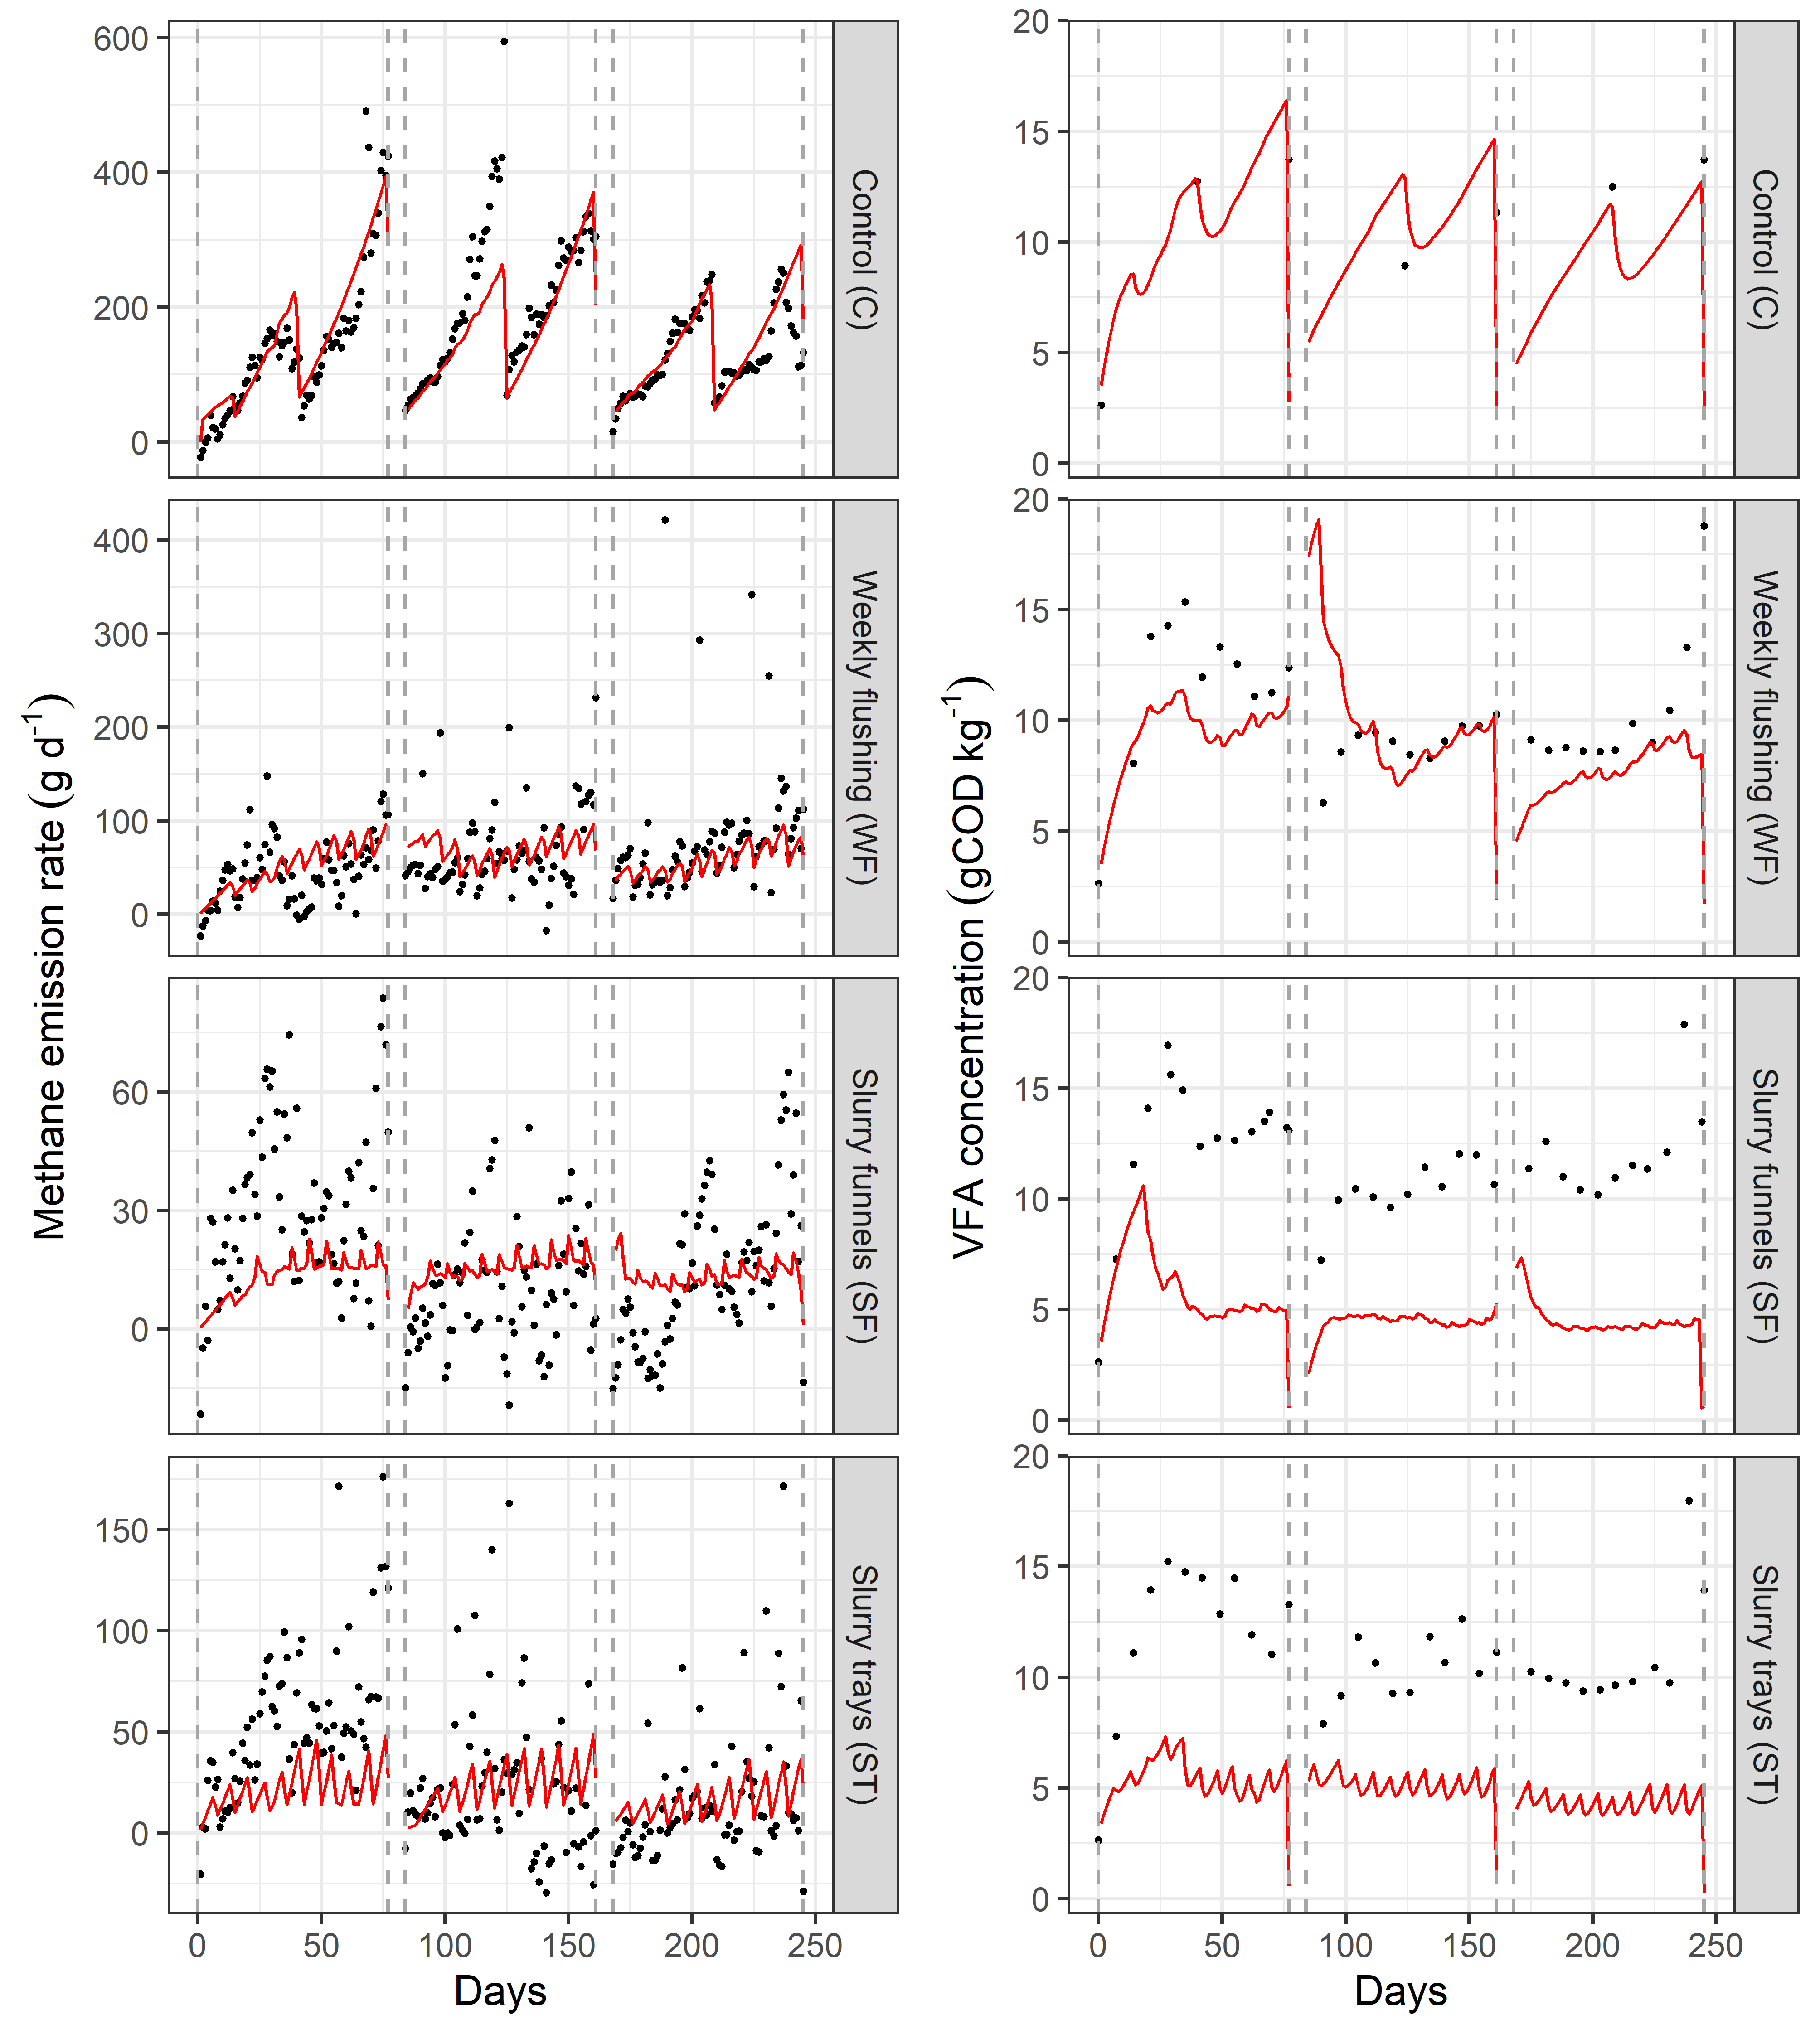 Methane emission rate (g d-1)
600
400
200
0
Control (C)
400
300
200
100
0
Weekly flushing (WF)
60
30
0
Slurry funnels (SF)
150
100
50
0
Slurry trays (ST)
0 50 100 150 200 250
Days
VFA concentration (gCOD kg-1)
20
15
10
5
0
Control (C)
20
15
10
5
0
Weekly flushing (WF)
20
15
10
5
0
Slurry funnels (SF)
20
15
10
5
0
Slurry trays (ST)
0 50 100 150 200 250
Days